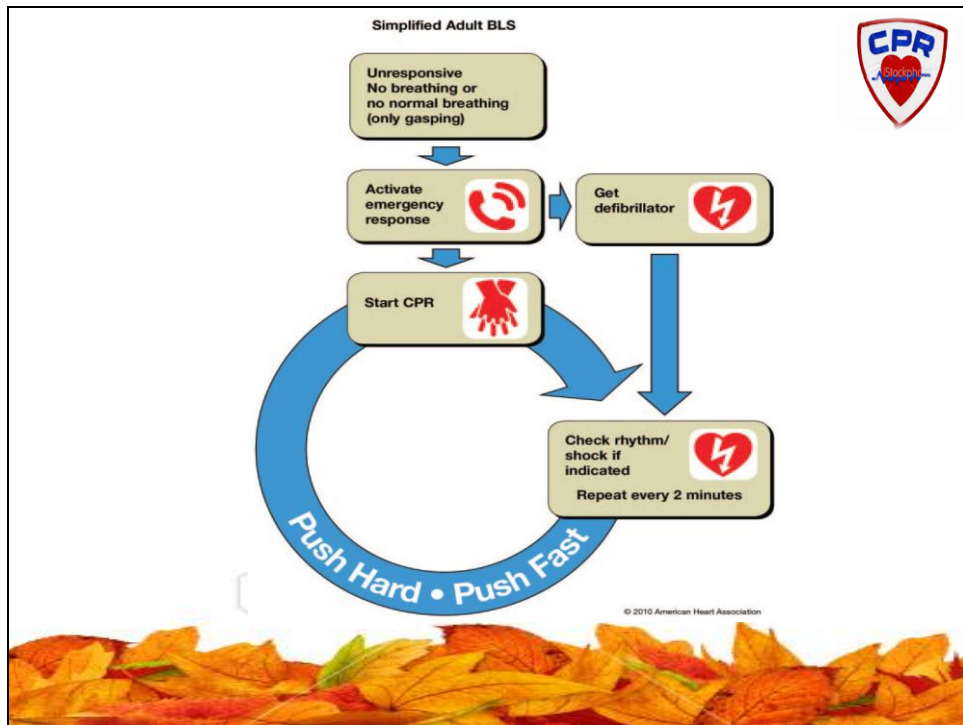 Simplified Adult BLS
CPR
Unresponsive
No breathing or
no normal breathing
(only gasping)
Activate
emergency
response
Get
defibrillator
Start CPR
Check rhythm/
shock if
indicated
Repeat every 2 minutes
Push Hard • Push Fast
© 2010 American Heart Association